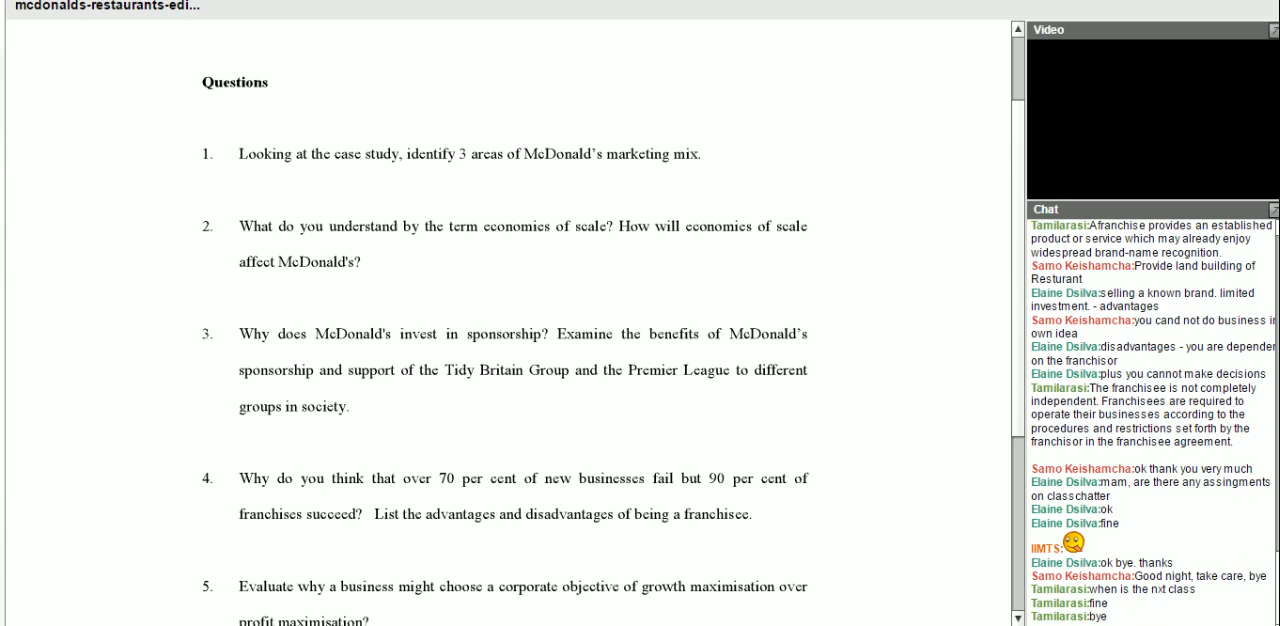 mcdonalds-restaurants-edi...
Questions
1. Looking at the case study, identify 3 areas of McDonald's marketing mix.
2. What do you understand by the term economies of scale? How will economies of scale
affect McDonald's?
3. Why does McDonald's invest in sponsorship? Examine the benefits of McDonald's
sponsorship and support of the Tidy Britain Group and the Premier League to different
groups in society.
4. Why do you think that over 70 per cent of new businesses fail but 90 per cent of
franchises succeed? List the advantages and disadvantages of being a franchisee.
5. Evaluate why a business might choose a corporate objective of growth maximisation over
profit maximisation?
Video
Chat
Tamilarasi:Afranchise provides an established
product or service which may already enjoy
widespread brand-name recognition.
Samo Keishamcha:Provide land building of
Resturant
Elaine Dsilva:selling a known brand. limited
investment. - advantages
Samo Keishamcha:you cand not do business in
own idea
Elaine Dsilva:disadvantages - you are depender
on the franchisor
Elaine Dsilva:plus you cannot make decisions
Tamilarasi:The franchisee is not completely
independent. Franchisees are required to
operate their businesses according to the
procedures and restrictions set forth by the
franchisor in the franchisee agreement.
Samo Keishamcha:ok thank you very much
Elaine Dsilva:mam, are there any assingments
on classchatter
Elaine Dsilva:ok
Elaine Dsilva:fine
IIMTS:
Elaine Dsilva:ok bye. thanks
Samo Keishamcha:Good night, take care, bye
Tamilarasi:when is the nxt class
Tamilarasi:fine
Tamilarasi:bye